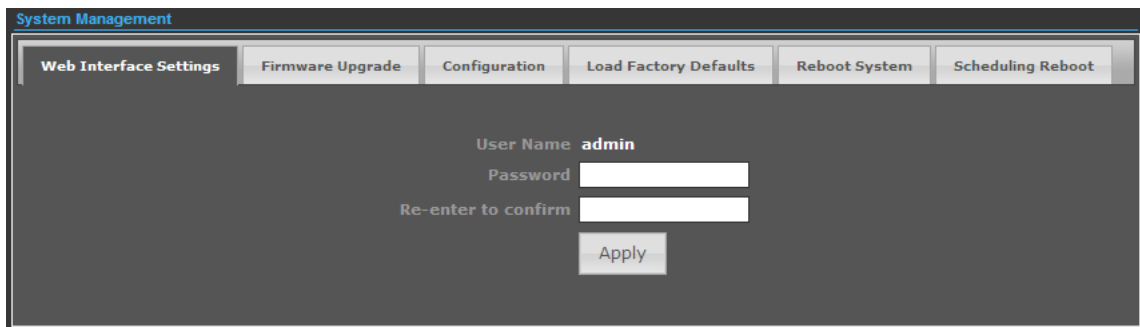 System Management
Web Interface Settings Firmware Upgrade Configuration Load Factory Defaults Reboot System Scheduling Reboot
User Name admin
Password
Re-enter to confirm
Apply